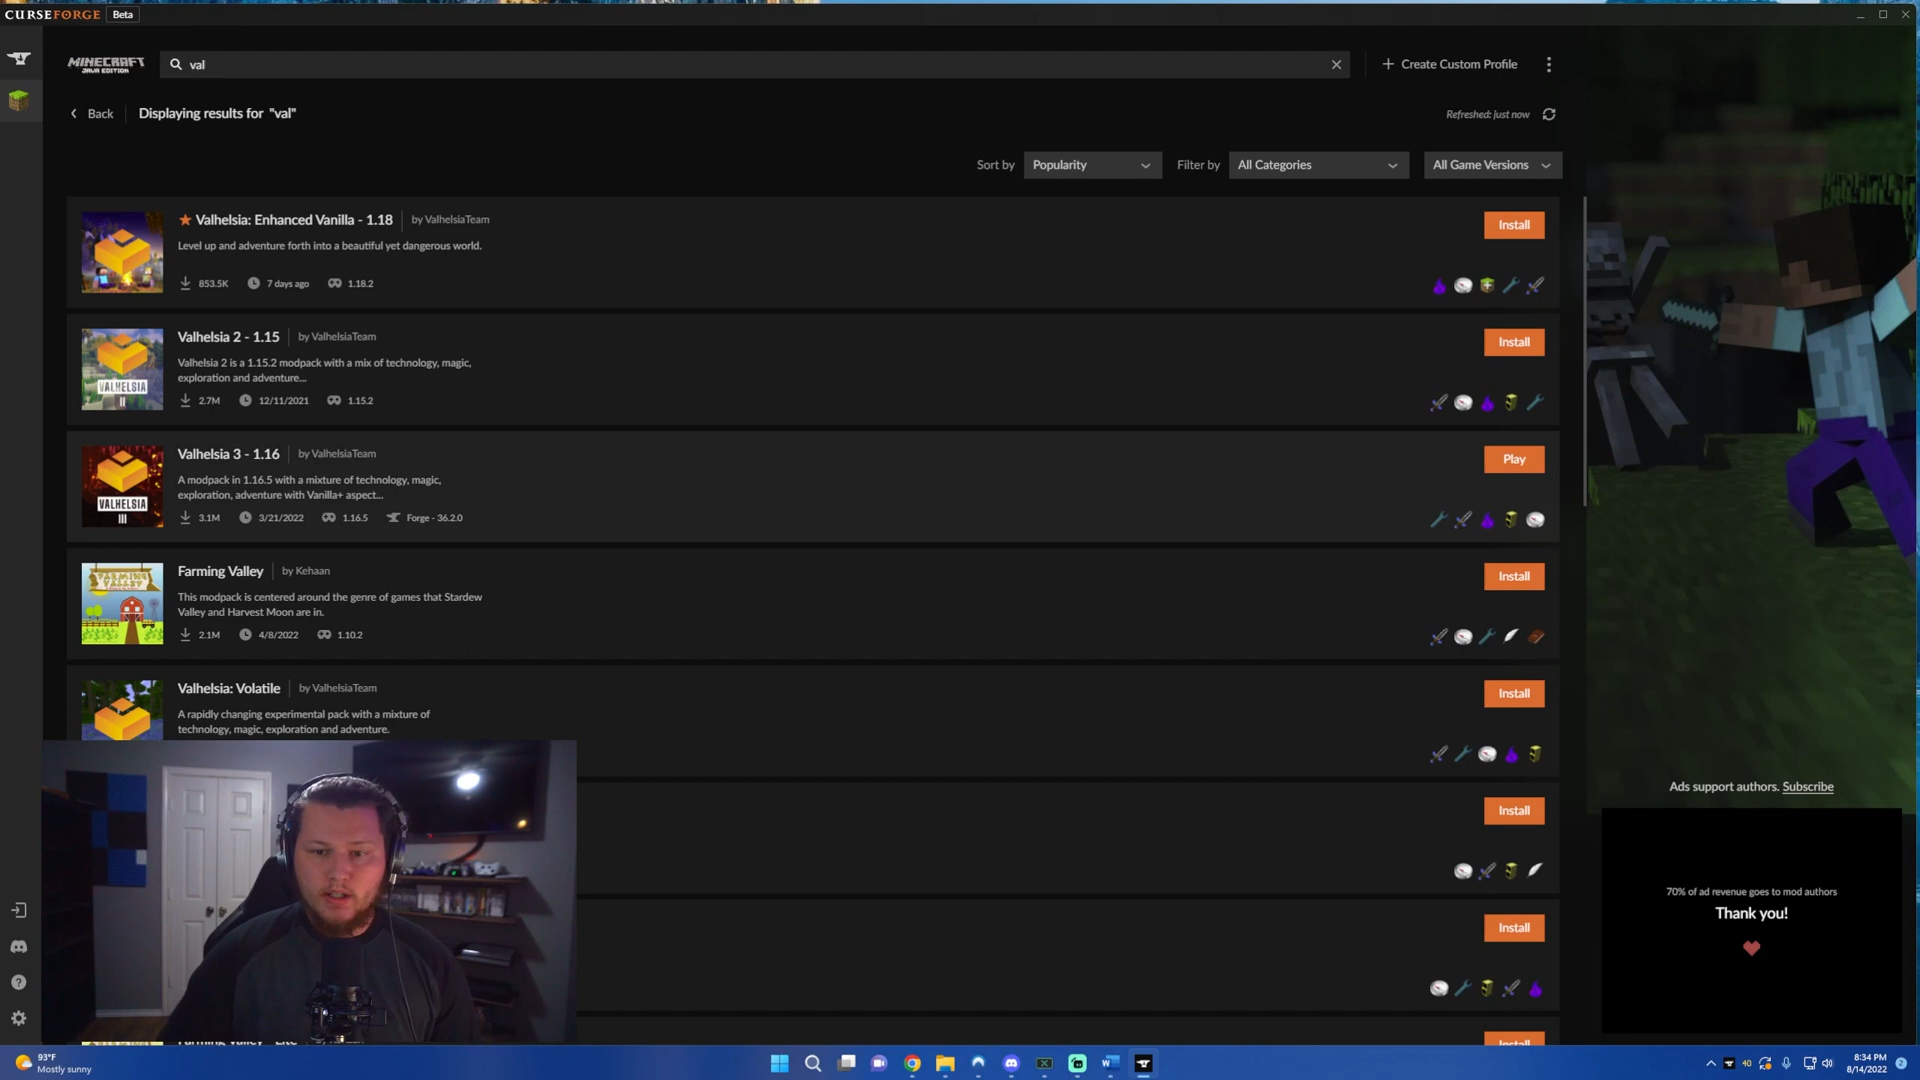 CURSEFORGE Beta
MINECRAFT
JAVA EDITION
val
Create Custom Profile
Back
Displaying results for "val"
Refreshed: just now
Sort by
Popularity
Filter by
All Categories
All Game Versions
Valhelsia: Enhanced Vanilla - 1.18 by ValhelsiaTeam
Install
Level up and adventure forth into a beautiful yet dangerous world.
853.5K 7 days ago 1.18.2
VALHELSIA
II
Valhelsia 2 - 1.15 by ValhelsiaTeam
Install
Valhelsia 2 is a 1.15.2 modpack with a mix of technology, magic,
exploration and adventure...
2.7M 12/11/2021 1.15.2
VALHELSIA
III
Valhelsia 3 - 1.16 by ValhelsiaTeam
Play
A modpack in 1.16.5 with a mixture of technology, magic,
exploration, adventure with Vanilla+ aspect...
3.1M 3/21/2022 1.16.5 Forge - 36.2.0
FARMING
VALLEY
Farming Valley by Kehaan
Install
This modpack is centered around the genre of games that Stardew
Valley and Harvest Moon are in.
2.1M 4/8/2022 1.10.2
Valhelsia: Volatile by ValhelsiaTeam
Install
A rapidly changing experimental pack with a mixture of
technology, magic, exploration and adventure.
Install
Install
Install
Ads support authors. Subscribe
70% of ad revenue goes to mod authors
Thank you!
93°F
Mostly sunny
40
8:34 PM
8/14/2022
2